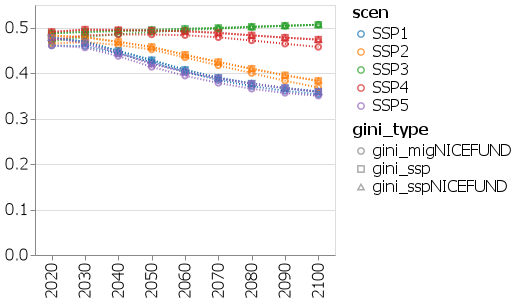 0.5
0.4
0.3
0.2
0.1
0.0
2020
2030
2040
2050
2060
2070
2080
2090
2100
scen
SSP1
SSP2
SSP3
SSP4
SSP5
gini_type
gini_migNICEFUND
gini_ssp
gini_sspNICEFUND